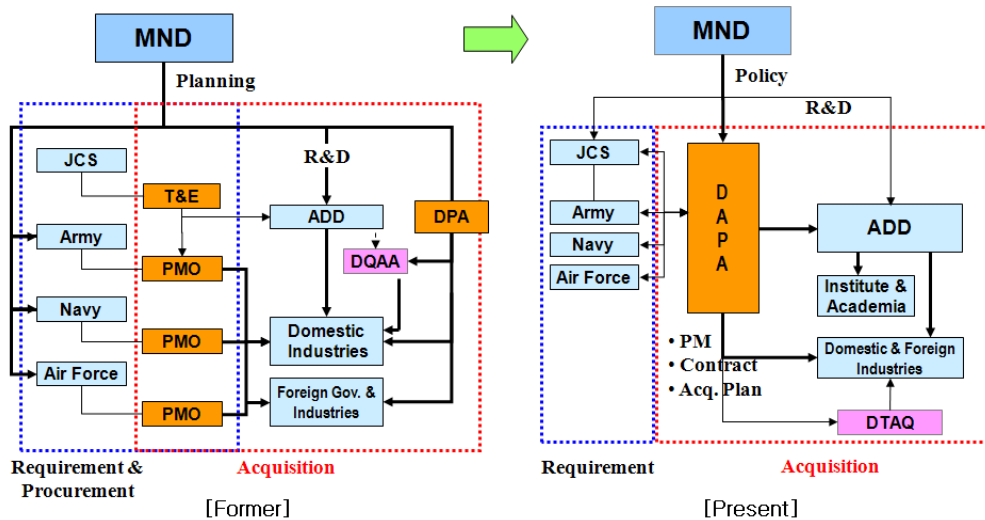 MND
Planning
JCS
T&E
R&D
ADD
DPA
Army
PMO
DQAA
Navy
PMO
Domestic
Industries
Air Force
PMO
Foreign Gov. &
Industries
Requirement &
Procurement
Acquisition
[Former]
MND
Policy
R&D
JCS
Army
Navy
Air Force
D
A
P
A
ADD
Institute &
Academia
• PM
• Contract
• Acq. Plan
Domestic & Foreign
Industries
DTAQ
Requirement
Acquisition
[Present]